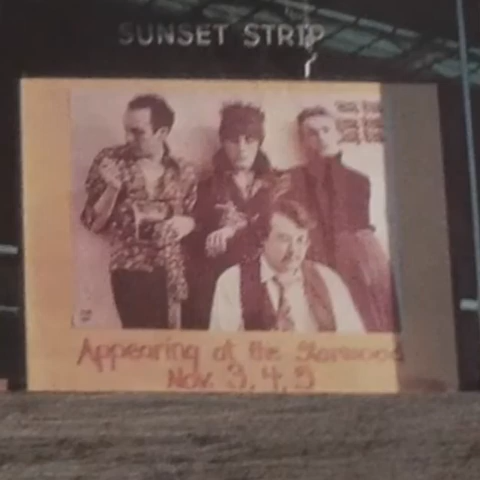 SUNSET STRIP
Appearing at the Starwood
Nov. 3, 4, 5